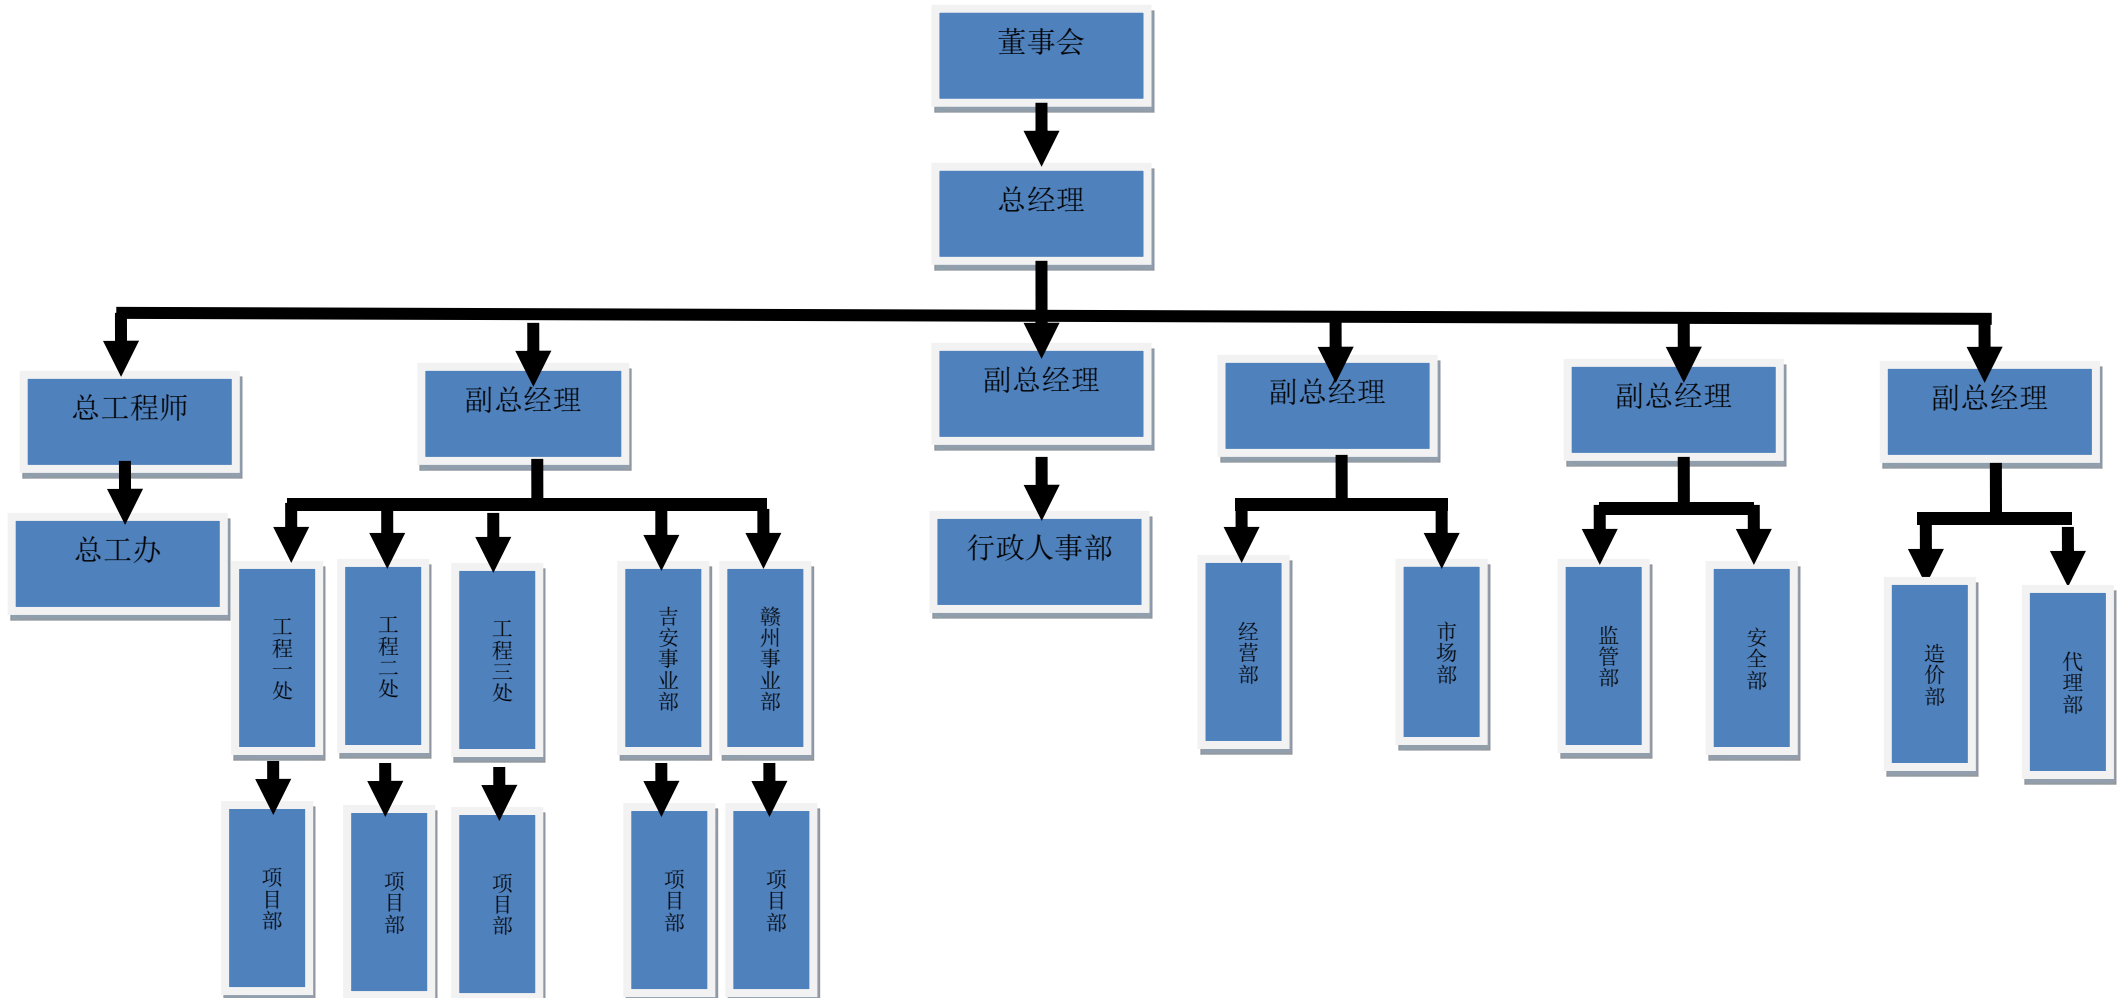 董事会
总经理
总工程师
副总经理
副总经理
副总经理
副总经理
副总经理
总工办
行政人事部
工程一处
工程二处
工程三处
吉安事业部
赣州事业部
经营部
市场部
监管部
安全部
造价部
代理部
项目部
项目部
项目部
项目部
项目部